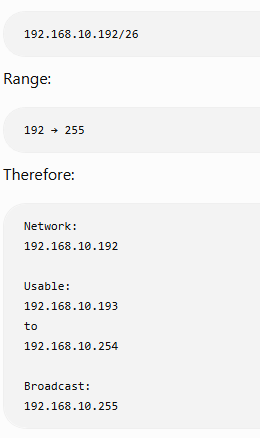 192.168.10.192/26
Range:
192 → 255
Therefore:
Network:
192.168.10.192
Usable:
192.168.10.193
to
192.168.10.254
Broadcast:
192.168.10.255